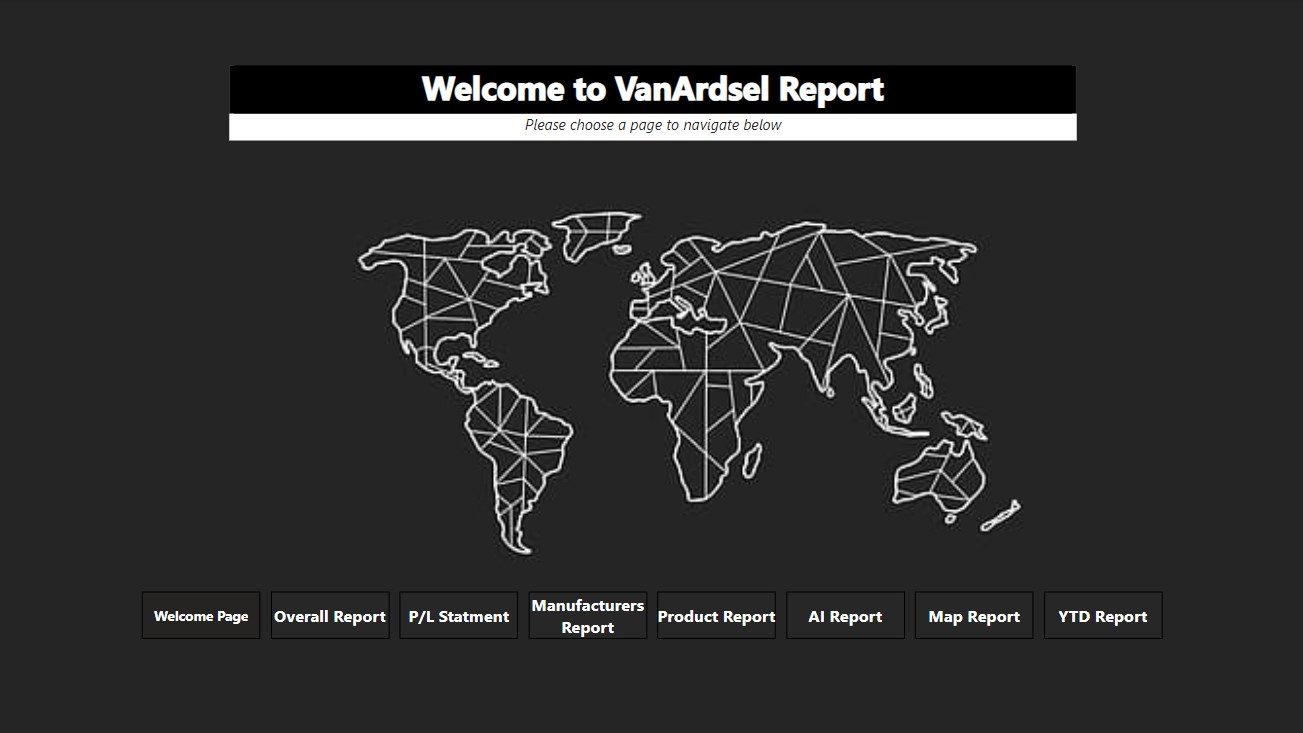 Welcome to VanArdsel Report
Please choose a page to navigate below
Welcome Page
Overall Report
P/L Statment
Manufacturers
Report
Product Report
AI Report
Map Report
YTD Report